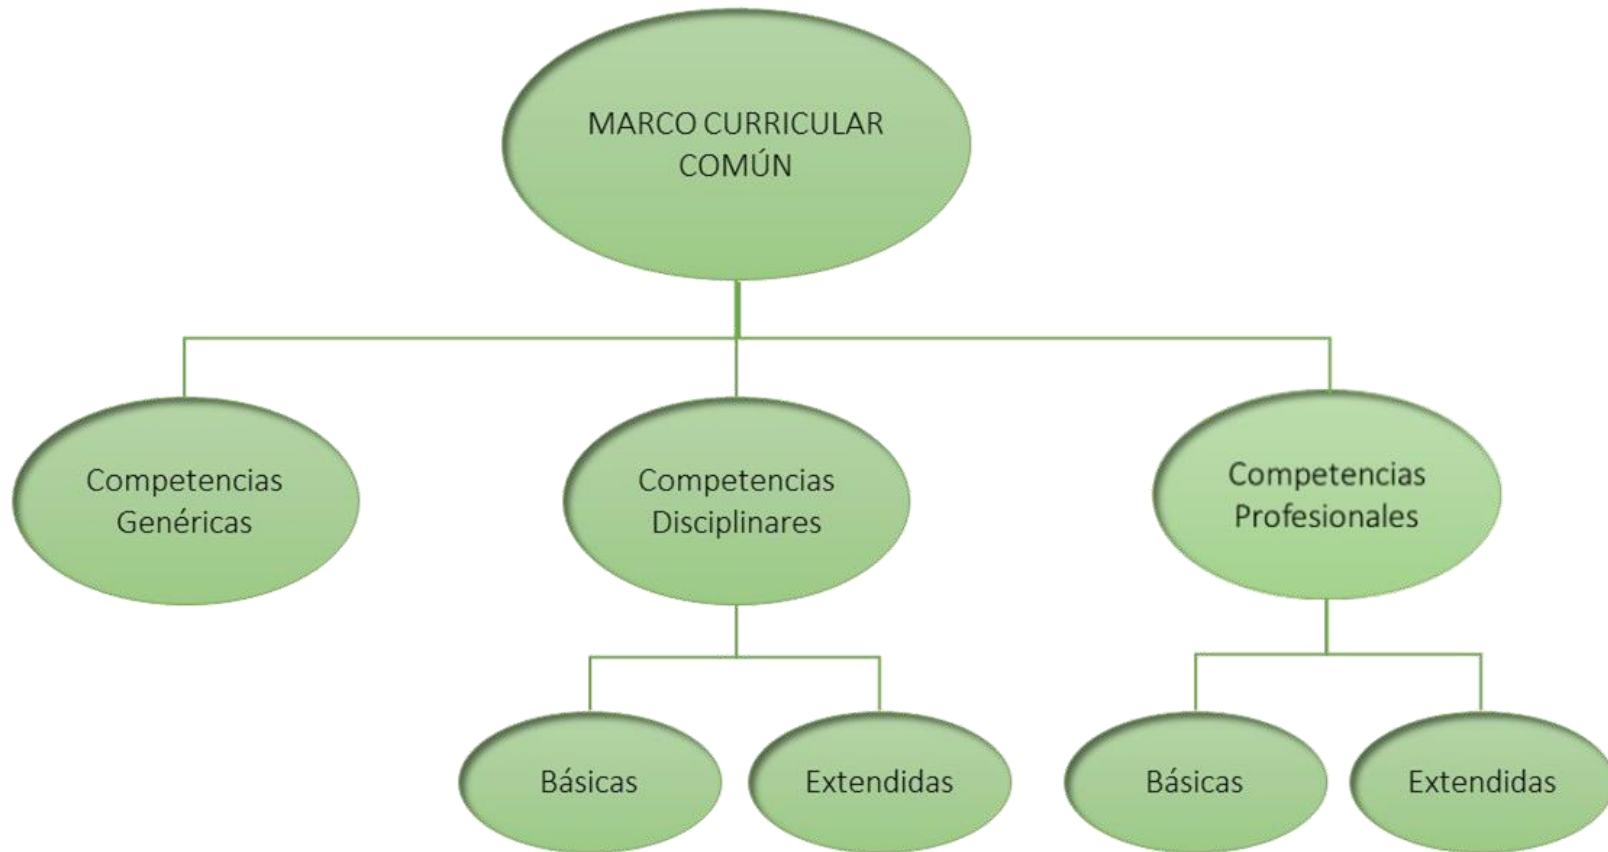 MARCO CURRICULAR
COMÚN
Competencias
Genéricas
Competencias
Disciplinares
Competencias
Profesionales
Básicas
Extendidas
Básicas
Extendidas